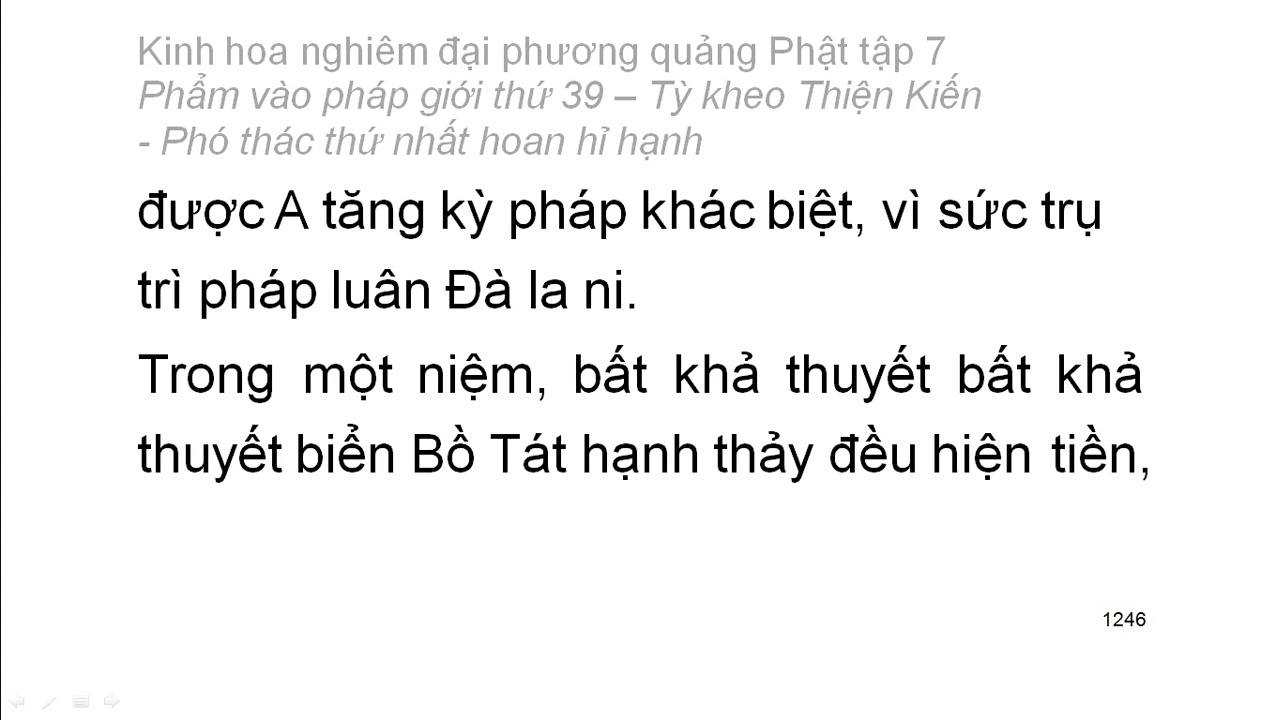 Kinh hoa nghiêm đại phương quảng Phật tập 7
Phẩm vào pháp giới thứ 39 – Tỳ kheo Thiện Kiến
- Phó thác thứ nhất hoan hỉ hạnh
được A tăng kỳ pháp khác biệt, vì sức trụ
trì pháp luân Đà la ni.
Trong một niệm, bất khả thuyết bất khả
thuyết biển Bồ Tát hạnh thảy đều hiện tiền,
1246